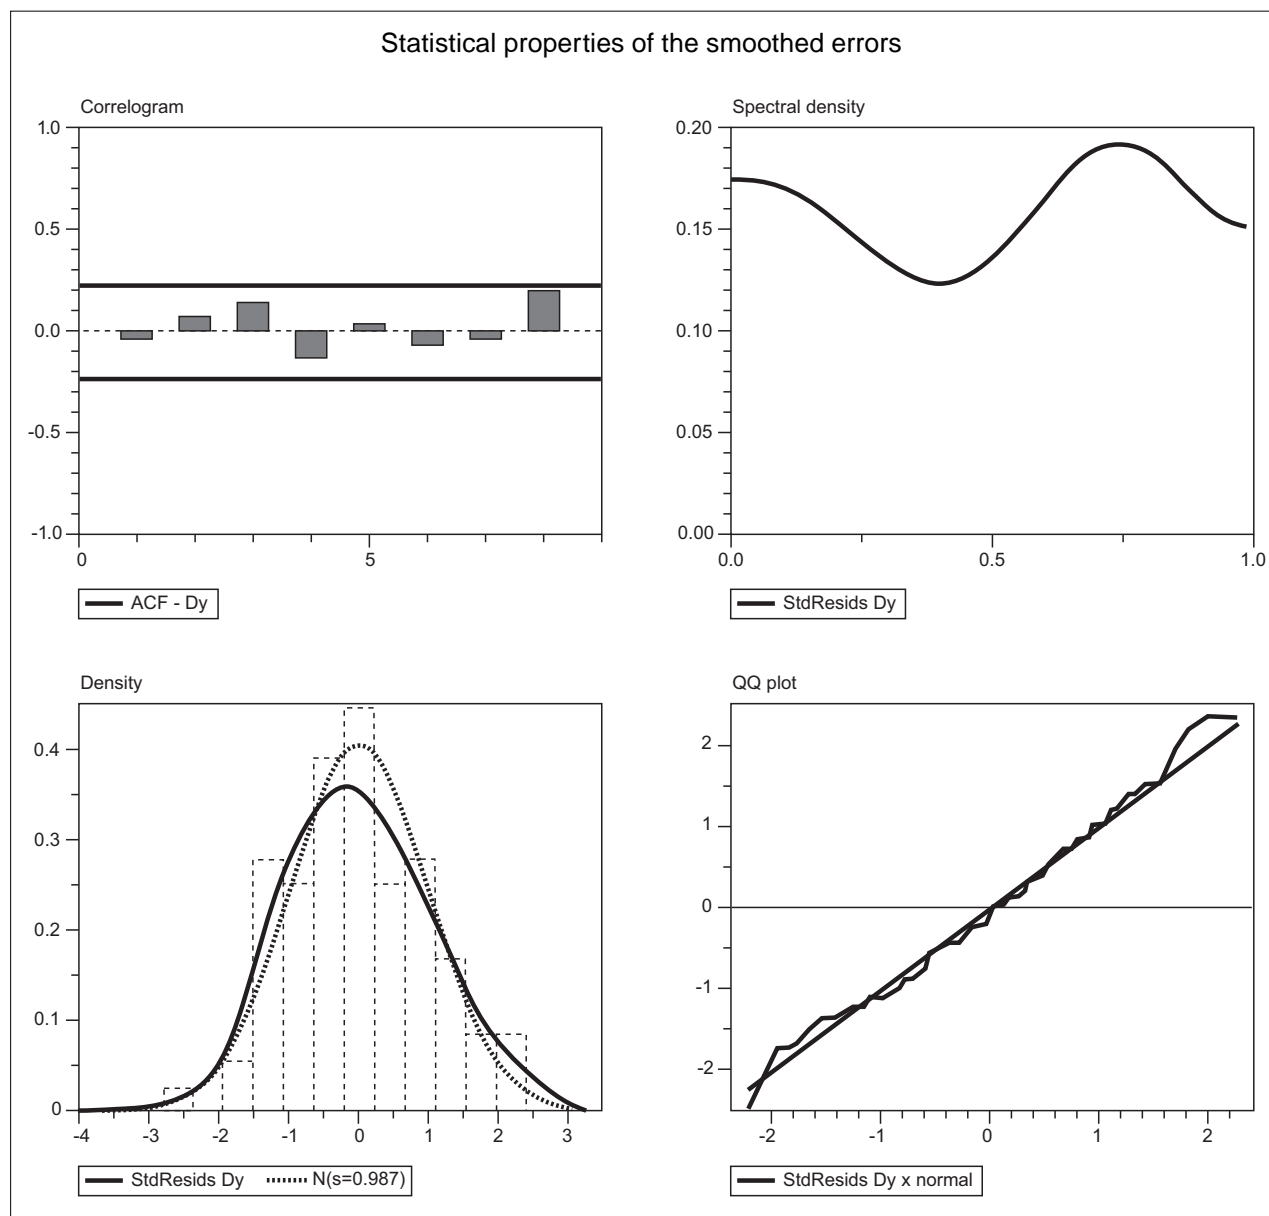 Statistical properties of the smoothed errors
Correlogram
1.0
0.5
0.0
-0.5
-1.0
0 5
ACF - Dy
Spectral density
0.20
0.15
0.10
0.05
0.00
0.0 0.5 1.0
StdResids Dy
Density
0.4
0.3
0.2
0.1
0
-4 -3 -2 -1 0 1 2 3
StdResids Dy N(s=0.987)
QQ plot
2
1
0
-1
-2
-2 -1 0 1 2
StdResids Dy x normal